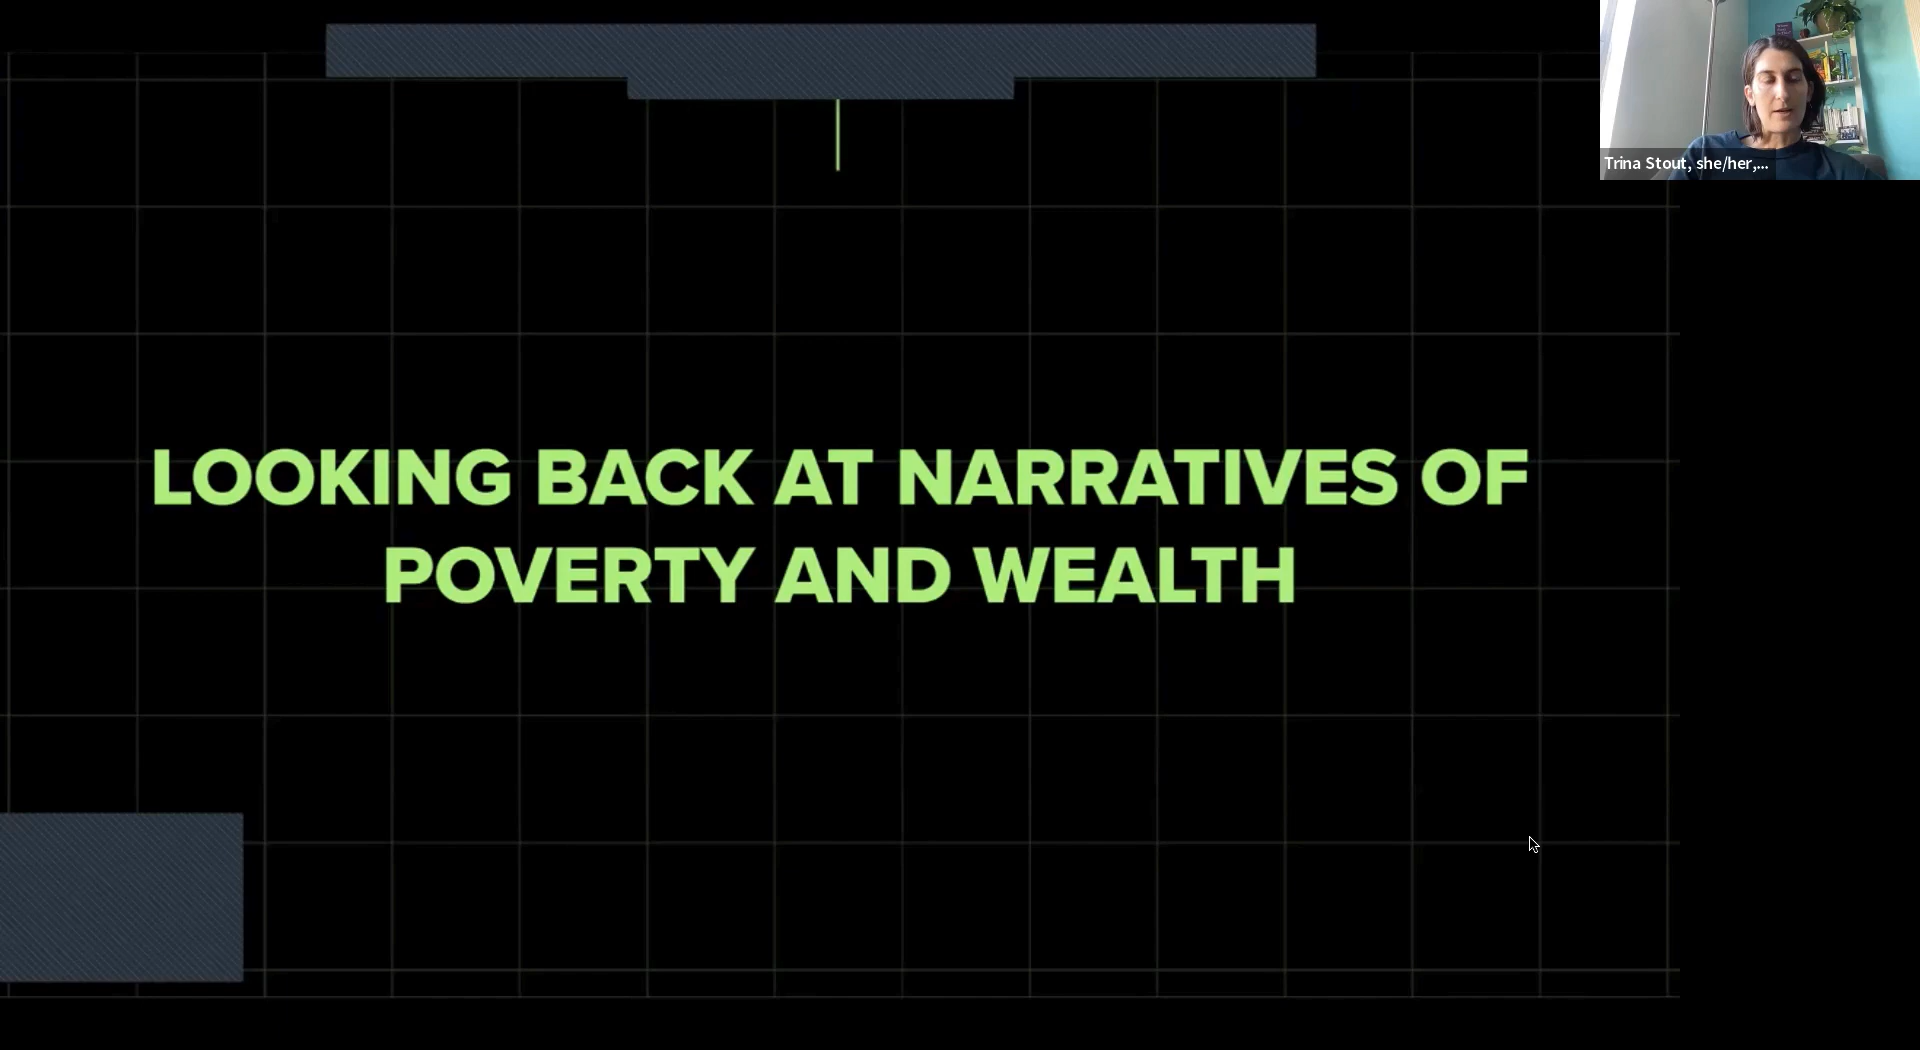 LOOKING BACK AT NARRATIVES OF
POVERTY AND WEALTH
Trina Stout, she/her,...